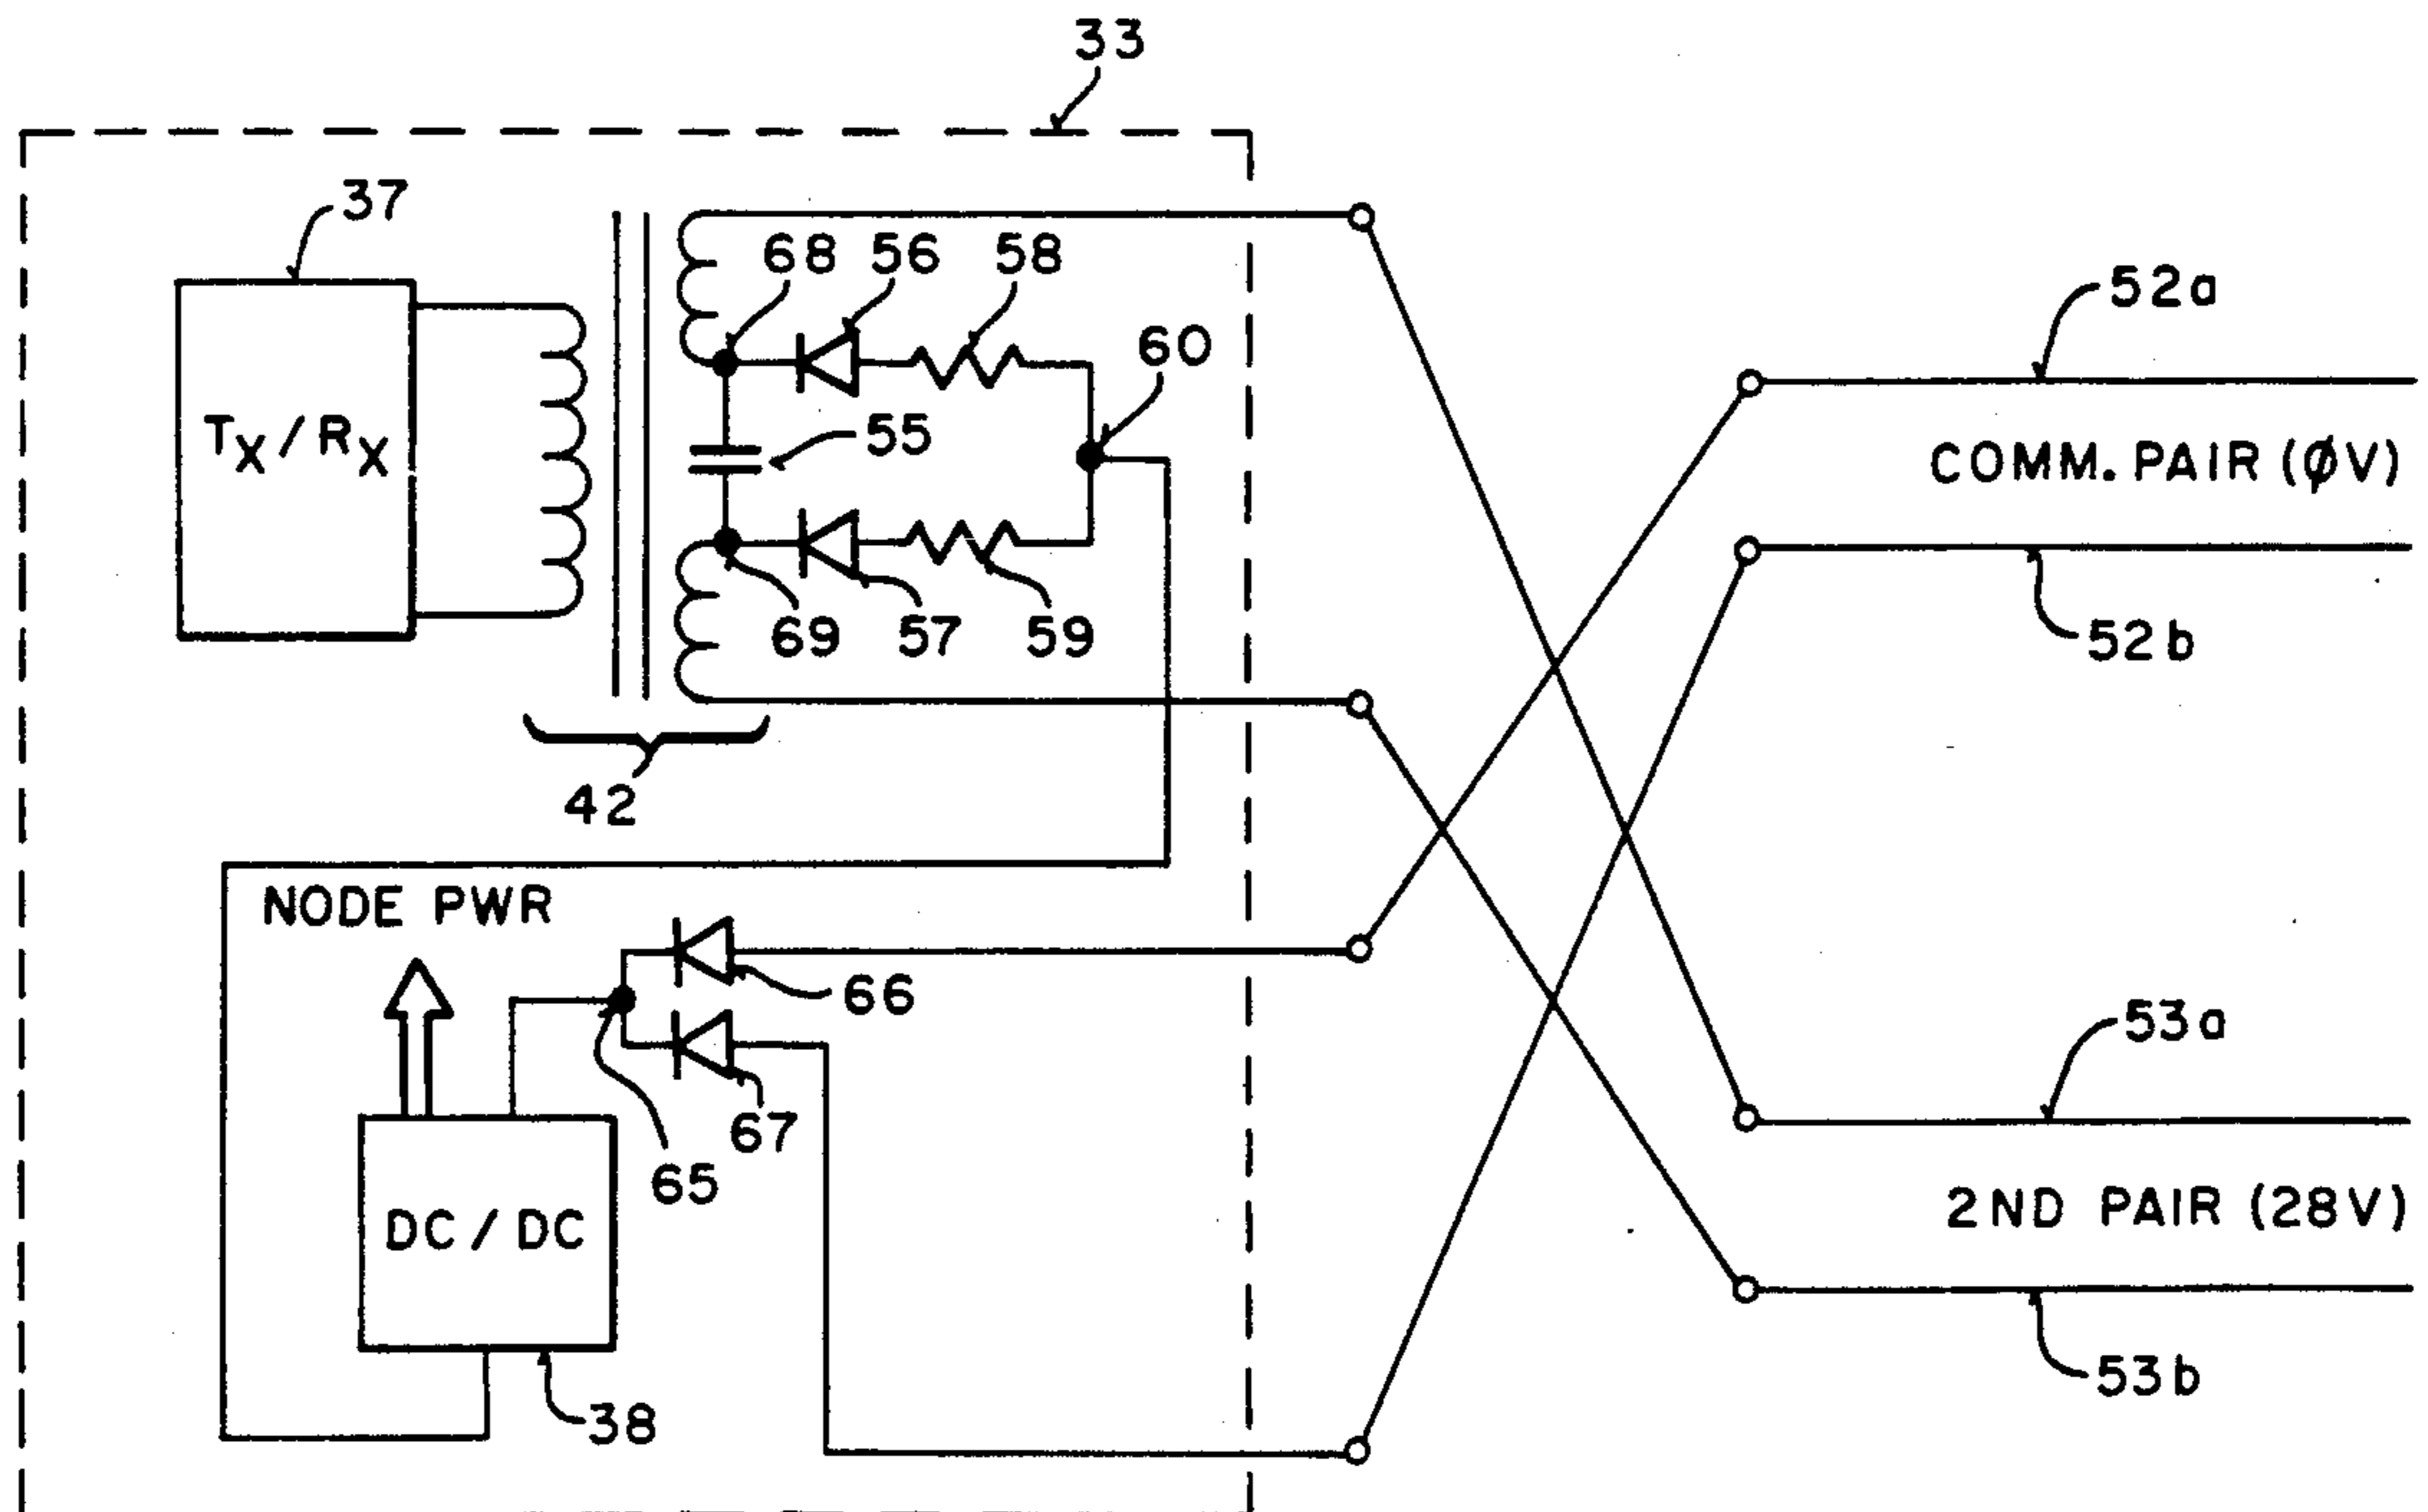 33
37
68 56 58
60
52a
Tx/Rx
55
COMM. PAIR (ØV)
69 57 59
52b
42
NODE PWR
66
53a
67
65
2ND PAIR (28V)
DC/DC
53b
38